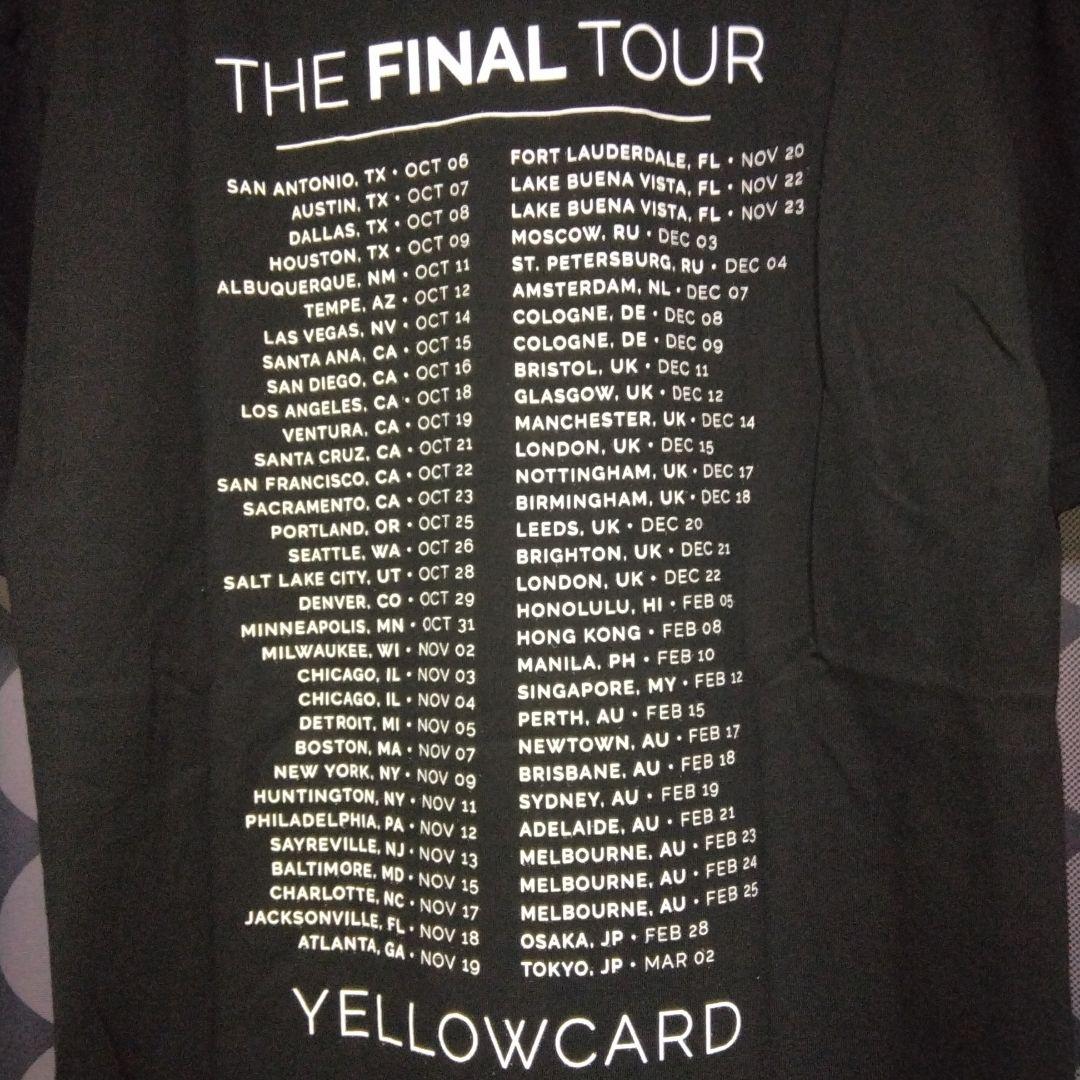 THE FINAL TOUR
SAN ANTONIO, TX • OCT 06
AUSTIN, TX • OCT 07
DALLAS, TX • OCT 08
HOUSTON, TX • OCT 09
ALBUQUERQUE, NM • OCT 11
TEMPE, AZ • OCT 12
LAS VEGAS, NV • OCT 14
SANTA ANA, CA • OCT 15
SAN DIEGO, CA • OCT 16
LOS ANGELES, CA • OCT 18
VENTURA, CA • OCT 19
SANTA CRUZ, CA • OCT 21
SAN FRANCISCO, CA • OCT 22
SACRAMENTO, CA • OCT 23
PORTLAND, OR • OCT 25
SEATTLE, WA • OCT 26
SALT LAKE CITY, UT • OCT 28
DENVER, CO • OCT 29
MINNEAPOLIS, MN • OCT 31
MILWAUKEE, WI • NOV 02
CHICAGO, IL • NOV 03
CHICAGO, IL • NOV 04
DETROIT, MI • NOV 05
BOSTON, MA • NOV 07
NEW YORK, NY • NOV 09
HUNTINGTON, NY • NOV 11
PHILADELPHIA, PA • NOV 12
SAYREVILLE, NJ • NOV 13
BALTIMORE, MD • NOV 15
CHARLOTTE, NC • NOV 17
JACKSONVILLE, FL • NOV 18
ATLANTA, GA • NOV 19
FORT LAUDERDALE, FL • NOV 20
LAKE BUENA VISTA, FL • NOV 22
LAKE BUENA VISTA, FL • NOV 23
MOSCOW, RU • DEC 03
ST. PETERSBURG, RU • DEC 04
AMSTERDAM, NL • DEC 07
COLOGNE, DE • DEC 08
COLOGNE, DE • DEC 09
BRISTOL, UK • DEC 11
GLASGOW, UK • DEC 12
MANCHESTER, UK • DEC 14
LONDON, UK • DEC 15
NOTTINGHAM, UK • DEC 17
BIRMINGHAM, UK • DEC 18
LEEDS, UK • DEC 20
BRIGHTON, UK • DEC 21
LONDON, UK • DEC 22
HONOLULU, HI • FEB 05
HONG KONG • FEB 08
MANILA, PH • FEB 10
SINGAPORE, MY • FEB 12
PERTH, AU • FEB 15
NEWTOWN, AU • FEB 17
BRISBANE, AU • FEB 18
SYDNEY, AU • FEB 19
ADELAIDE, AU • FEB 21
MELBOURNE, AU • FEB 23
MELBOURNE, AU • FEB 24
MELBOURNE, AU • FEB 25
OSAKA, JP • FEB 28
TOKYO, JP • MAR 02
YELLOWCARD